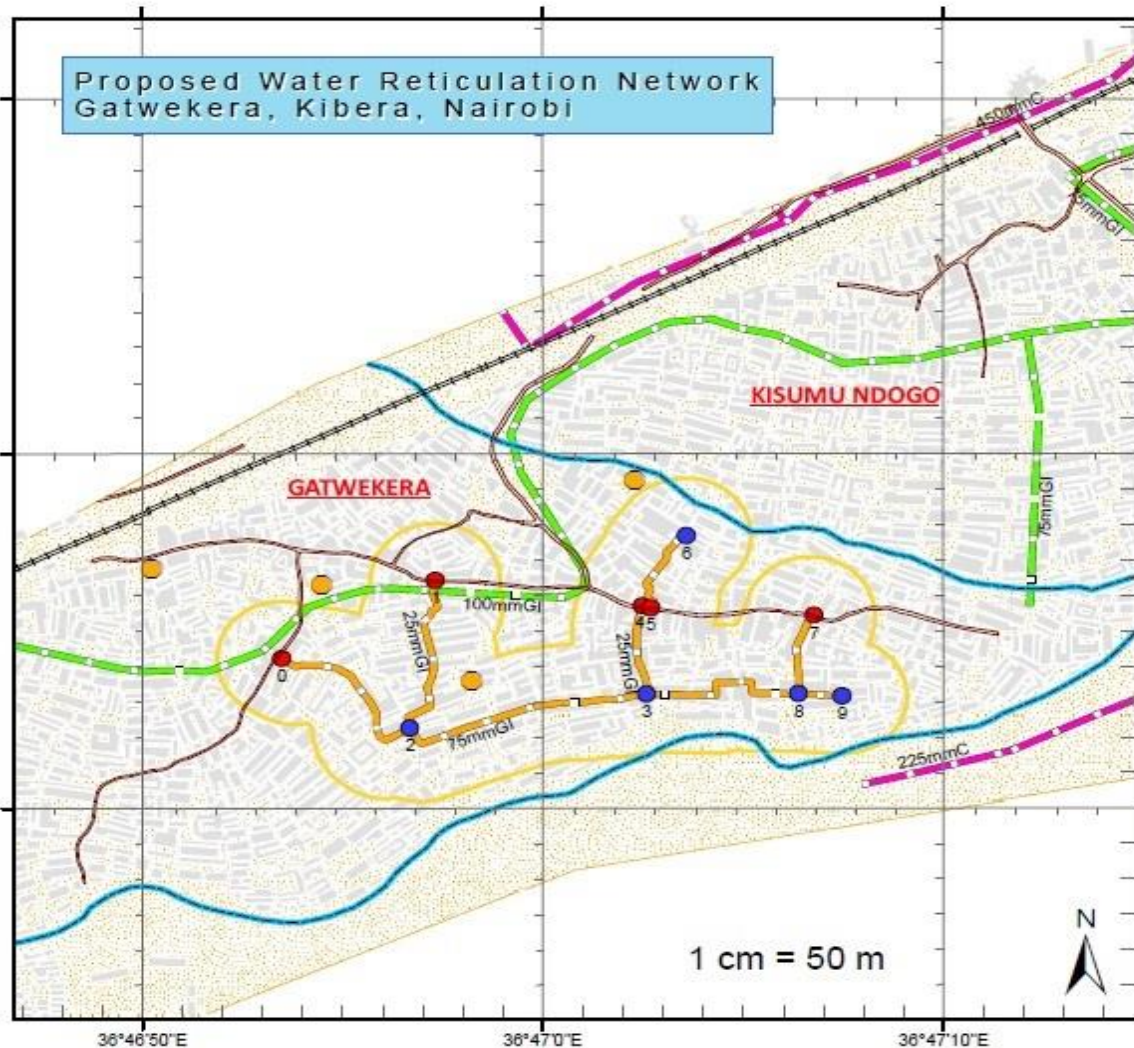 Proposed Water Reticulation Network
Gatwekera, Kibera, Nairobi
450mmC
75mmGI
KISUMU NDOGO
GATWEKERA
75mmGI
6
100mmGI
45
7
25mmGI
25mmGI
0
3
8
9
2
75mmGI
225mmC
1 cm = 50 m
N
36°46'50"E
36°47'0"E
36°47'10"E